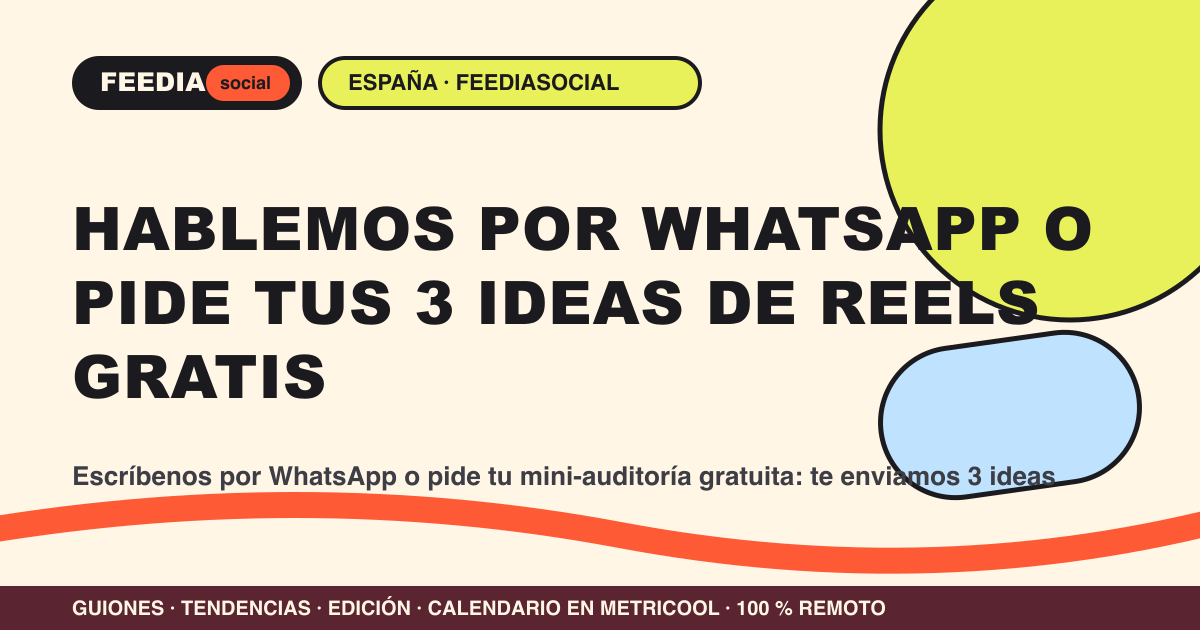 FEEDIA social
ESPAÑA · FEEDIASOCIAL
HABLEMOS POR WHATSAPP O
PIDE TUS 3 IDEAS DE REELS
GRATIS
Escríbenos por WhatsApp o pide tu mini-auditoría gratuita: te enviamos 3 ideas
GUIONES · TENDENCIAS · EDICIÓN · CALENDARIO EN METRICOOL · 100 % REMOTO